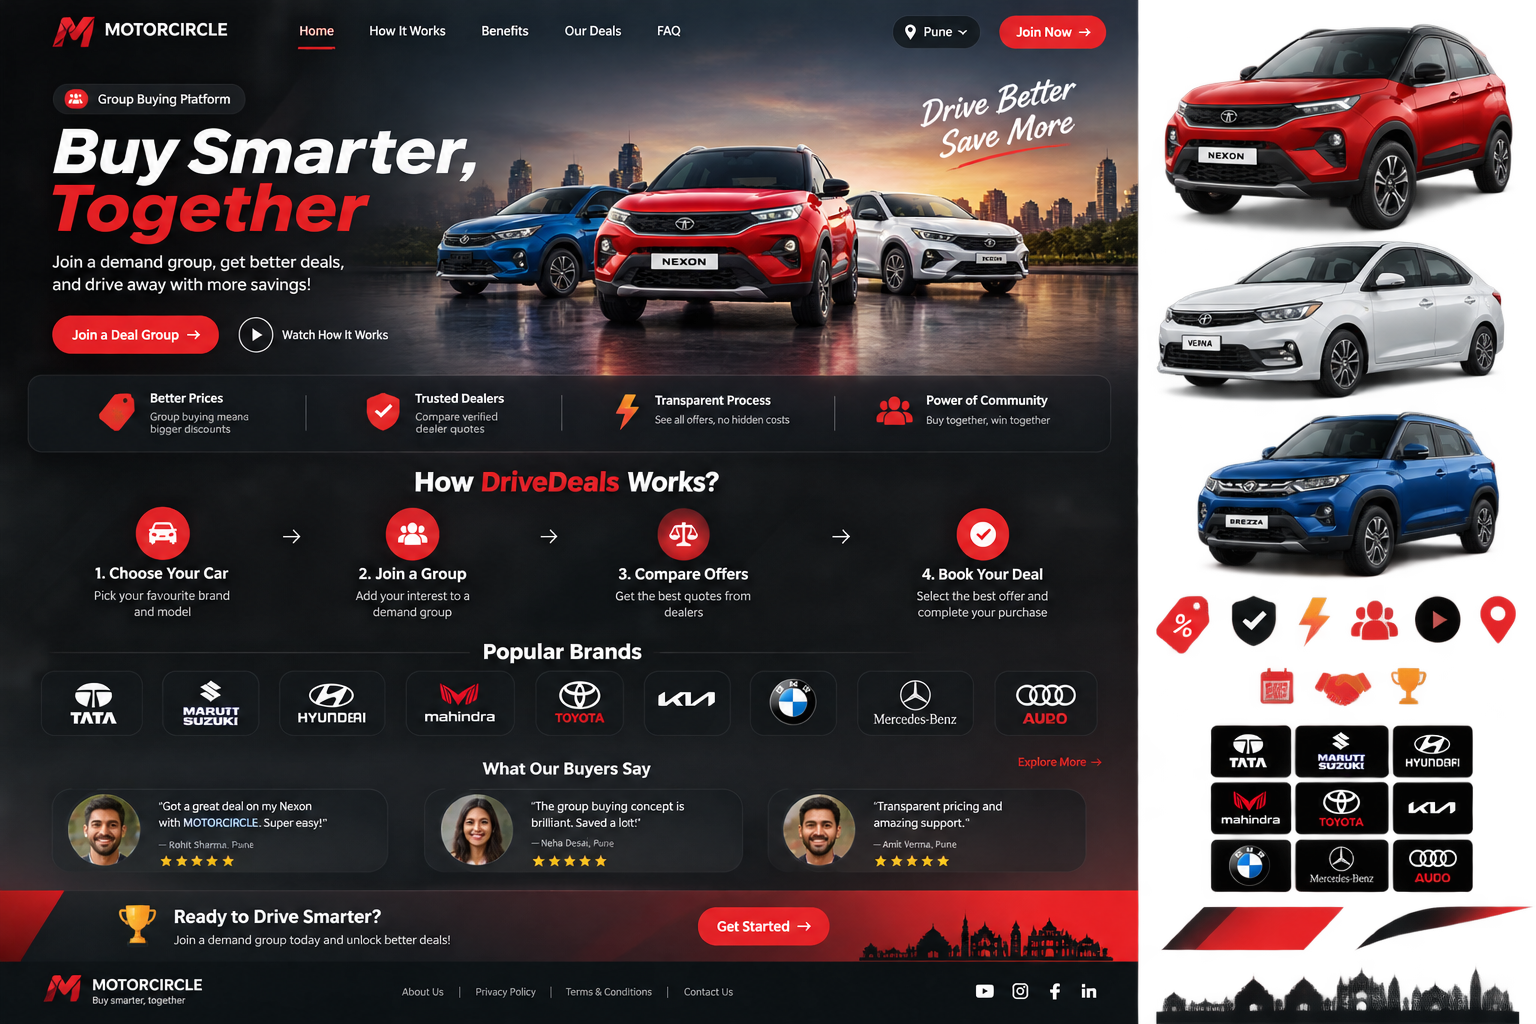 MOTORCIRCLE
Home
How It Works
Benefits
Our Deals
FAQ
Pune
Join Now
Group Buying Platform
Buy Smarter,
Together
Join a demand group, get better deals,
and drive away with more savings!
Join a Deal Group
Watch How It Works
Drive Better
Save More
NEXON
Better Prices
Group buying means
bigger discounts
Trusted Dealers
Compare verified
dealer quotes
Transparent Process
See all offers, no hidden costs
Power of Community
Buy together, win together
How DriveDeals Works?
1. Choose Your Car
Pick your favourite brand
and model
2. Join a Group
Add your interest to a
demand group
3. Compare Offers
Get the best quotes from
dealers
4. Book Your Deal
Select the best offer and
complete your purchase
Popular Brands
TATA
MARUTI
SUZUKI
HYUNDAI
mahindra
TOYOTA
KIA
Mercedes-Benz
AUDO
What Our Buyers Say
Explore More
"Got a great deal on my Nexon
with MOTORCIRCLE. Super easy!"
— Rohit Sharma, Pune
"The group buying concept is
brilliant. Saved a lot!"
— Neha Desai, Pune
"Transparent pricing and
amazing support."
— Amit Verma, Pune
Ready to Drive Smarter?
Join a demand group today and unlock better deals!
Get Started
MOTORCIRCLE
Buy smarter, together
About Us
Privacy Policy
Terms & Conditions
Contact Us
NEXON
VERNA
BREZZA
%
TATA
MARUTI
SUZUKI
HYUNDAI
mahindra
TOYOTA
KIA
Mercedes-Benz
AUDO